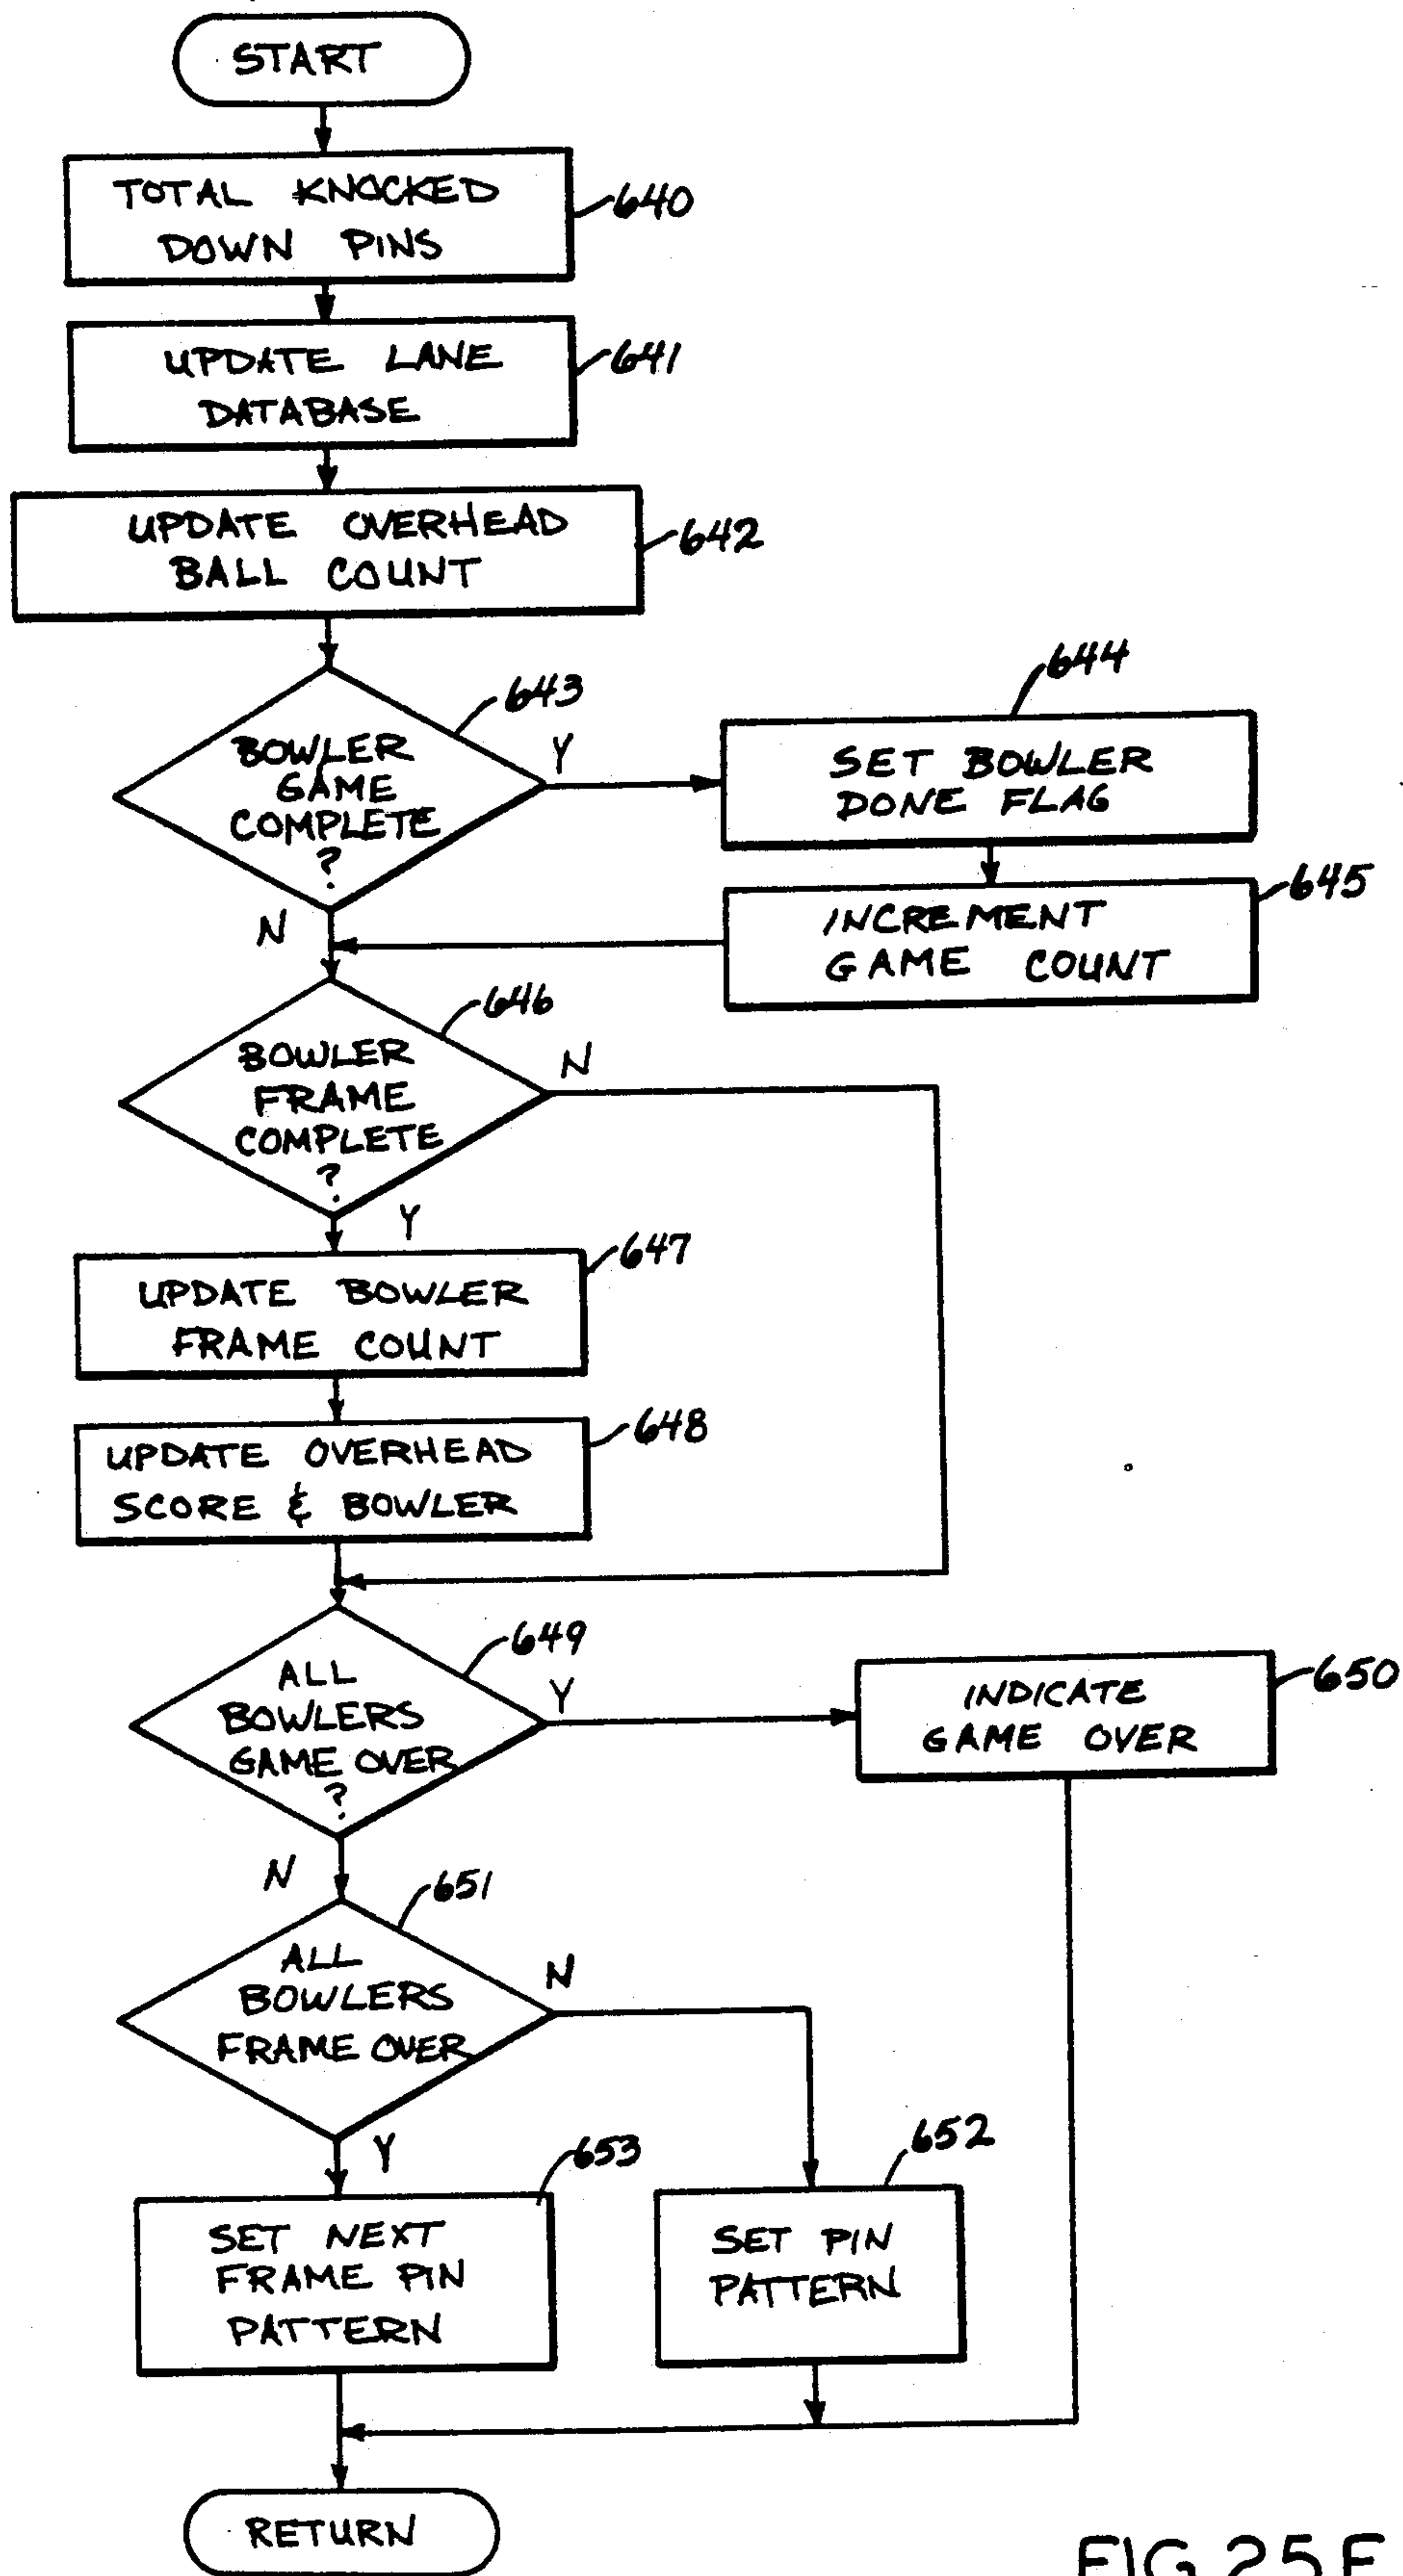 START
TOTAL KNOCKED
DOWN PINS
640
UPDATE LANE
DATABASE
641
UPDATE OVERHEAD
BALL COUNT
642
643
BOWLER
GAME
COMPLETE
?
Y
N
644
SET BOWLER
DONE FLAG
645
INCREMENT
GAME COUNT
646
BOWLER
FRAME
COMPLETE
?
N
Y
647
UPDATE BOWLER
FRAME COUNT
648
UPDATE OVERHEAD
SCORE & BOWLER
649
ALL
BOWLERS
GAME OVER
?
Y
N
650
INDICATE
GAME OVER
651
ALL
BOWLERS
FRAME OVER
N
Y
653
SET NEXT
FRAME PIN
PATTERN
652
SET PIN
PATTERN
RETURN